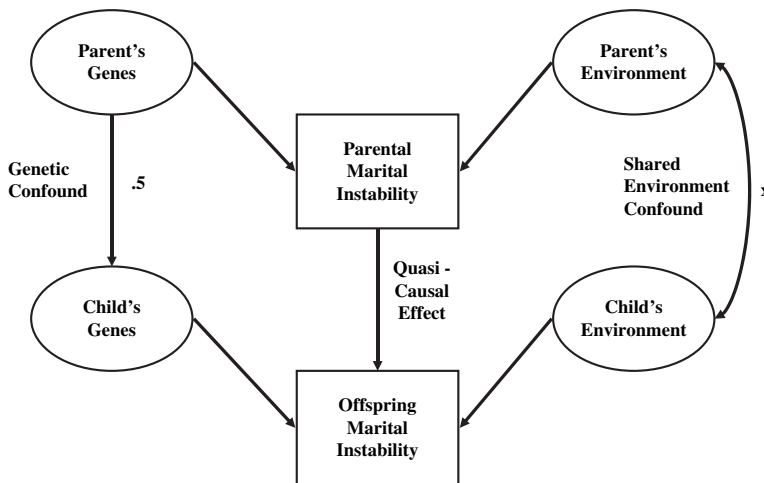 Parent's
Genes
Parent's
Environment
Parental
Marital
Instability
Genetic
Confound
.5
Shared
Environment
Confound
x
Quasi -
Causal
Effect
Child's
Genes
Child's
Environment
Offspring
Marital
Instability